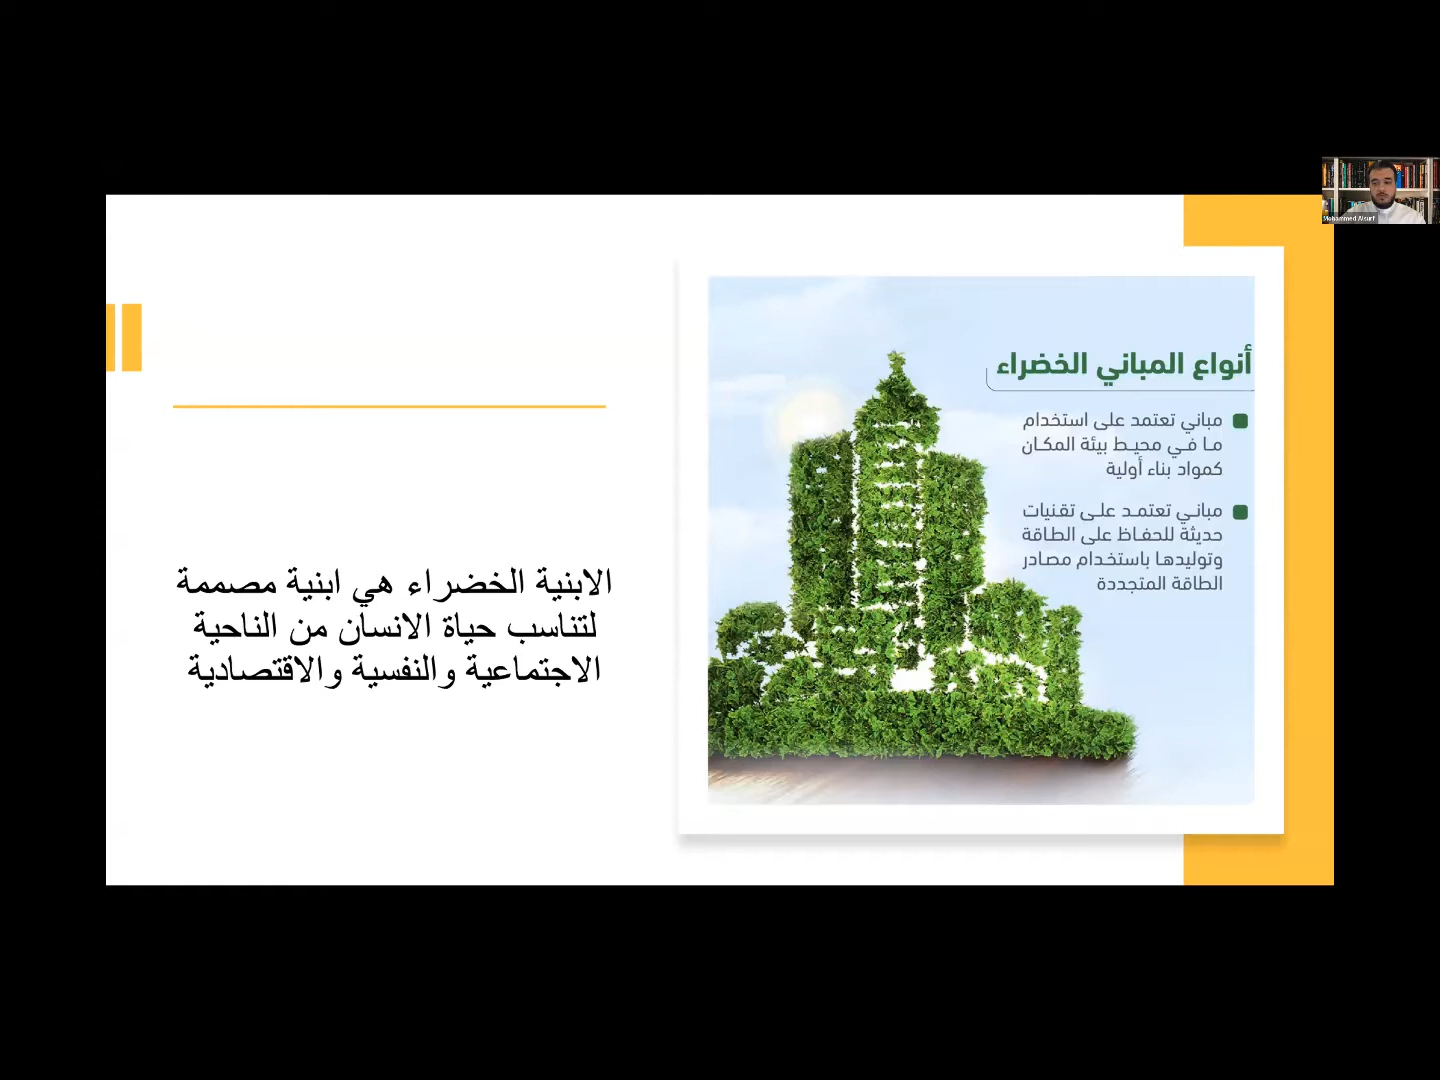 أنواع المباني الخضراء
مباني تعتمد على استخدام
ما في محيط بيئة المكان
كمواد بناء أولية
مباني تعتمد على تقنيات
حديثة للحفاظ على الطاقة
وتوليدها باستخدام مصادر
الطاقة المتجددة
الابنية الخضراء هي ابنية مصممة
لتناسب حياة الانسان من الناحية
الاجتماعية والنفسية والاقتصادية
Mohammed Alsurf